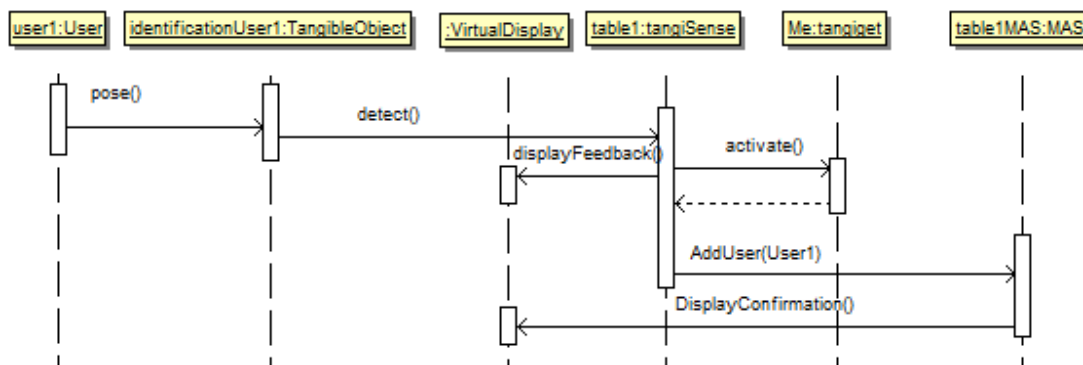 user1:User
identificationUser1:TangibleObject
:VirtualDisplay
table1:tangiSense
Me:tangiget
table1MAS:MAS
pose()
detect()
displayFeedback()
activate()
AddUser(User1)
DisplayConfirmation()